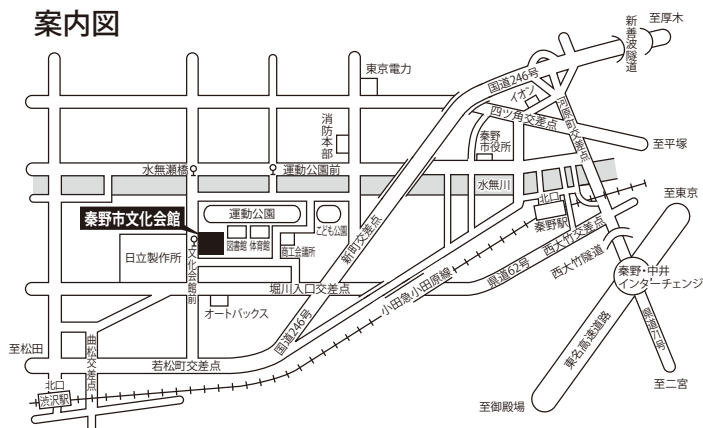 案内図
至厚木
新善波隧道
東京電力
国道246号
イオン
四ツ角交差点
河原町交差点
消防本部
秦野
市役所
至平塚
水無瀬橋
運動公園前
水無川
至東京
秦野市文化会館
運動公園
こども公園
北口
秦野駅
図書館
体育館
商工会議所
新町交差点
西大竹交差点
西大竹隧道
日立製作所
文化会館前
県道62号
秦野・中井
インターチェンジ
堀川入口交差点
小田急小田原線
オートバックス
国道246号
県道71号
東名高速道路
至松田
曲松交差点
若松町交差点
北口
渋沢駅
至二宮
至御殿場